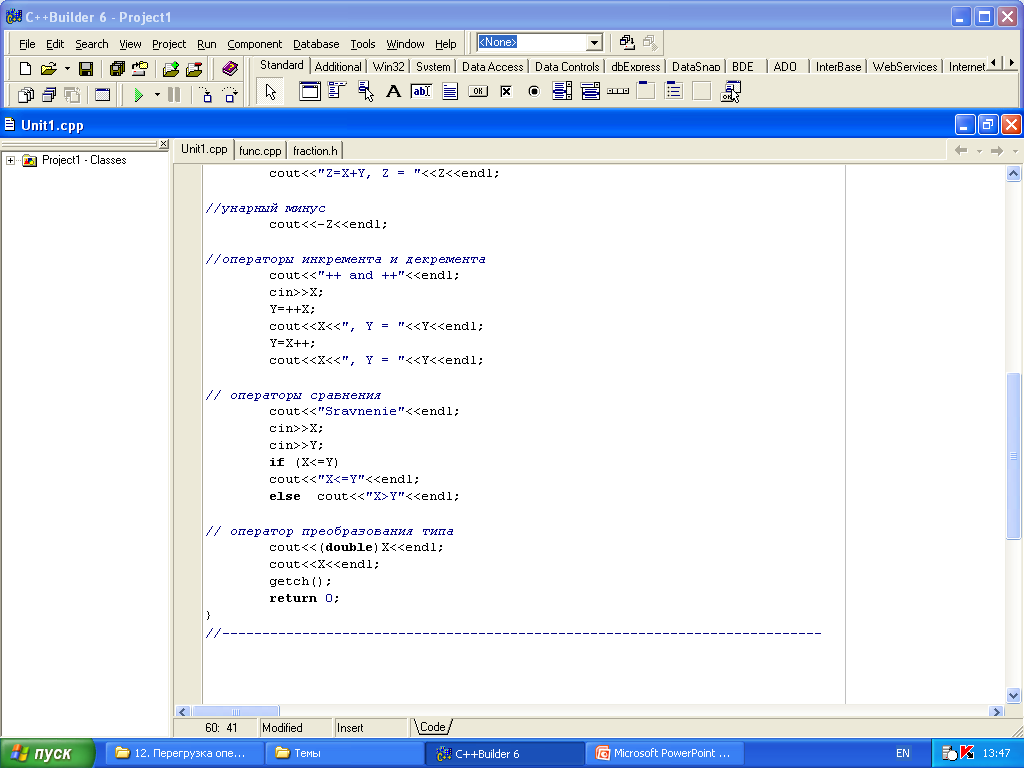 C++Builder 6 - Project1
File Edit Search View Project Run Component Database Tools Window Help <None>
Standard Additional Win32 System Data Access Data Controls dbExpress DataSnap BDE ADO InterBase WebServices Internet
Unit1.cpp
Project1 - Classes
Unit1.cpp func.cpp fraction.h
cout<<"Z=X+Y, Z = "<<Z<<endl;
//унарный минус
cout<<-Z<<endl;
//операторы инкремента и декремента
cout<<"++ and ++"<<endl;
cin>>X;
Y=++X;
cout<<X<<", Y = "<<Y<<endl;
Y=X++;
cout<<X<<", Y = "<<Y<<endl;
// операторы сравнения
cout<<"Sravnenie"<<endl;
cin>>X;
cin>>Y;
if (X<=Y)
cout<<"X<=Y"<<endl;
else cout<<"X>Y"<<endl;
// оператор преобразования типа
cout<<(double)X<<endl;
cout<<X<<endl;
getch();
return 0;
}
//---------------------------------------------------------------------------
60: 41 Modified Insert Code
пуск 12. Перегрузка опе... Темы C++Builder 6 Microsoft PowerPoint ... EN 13:47